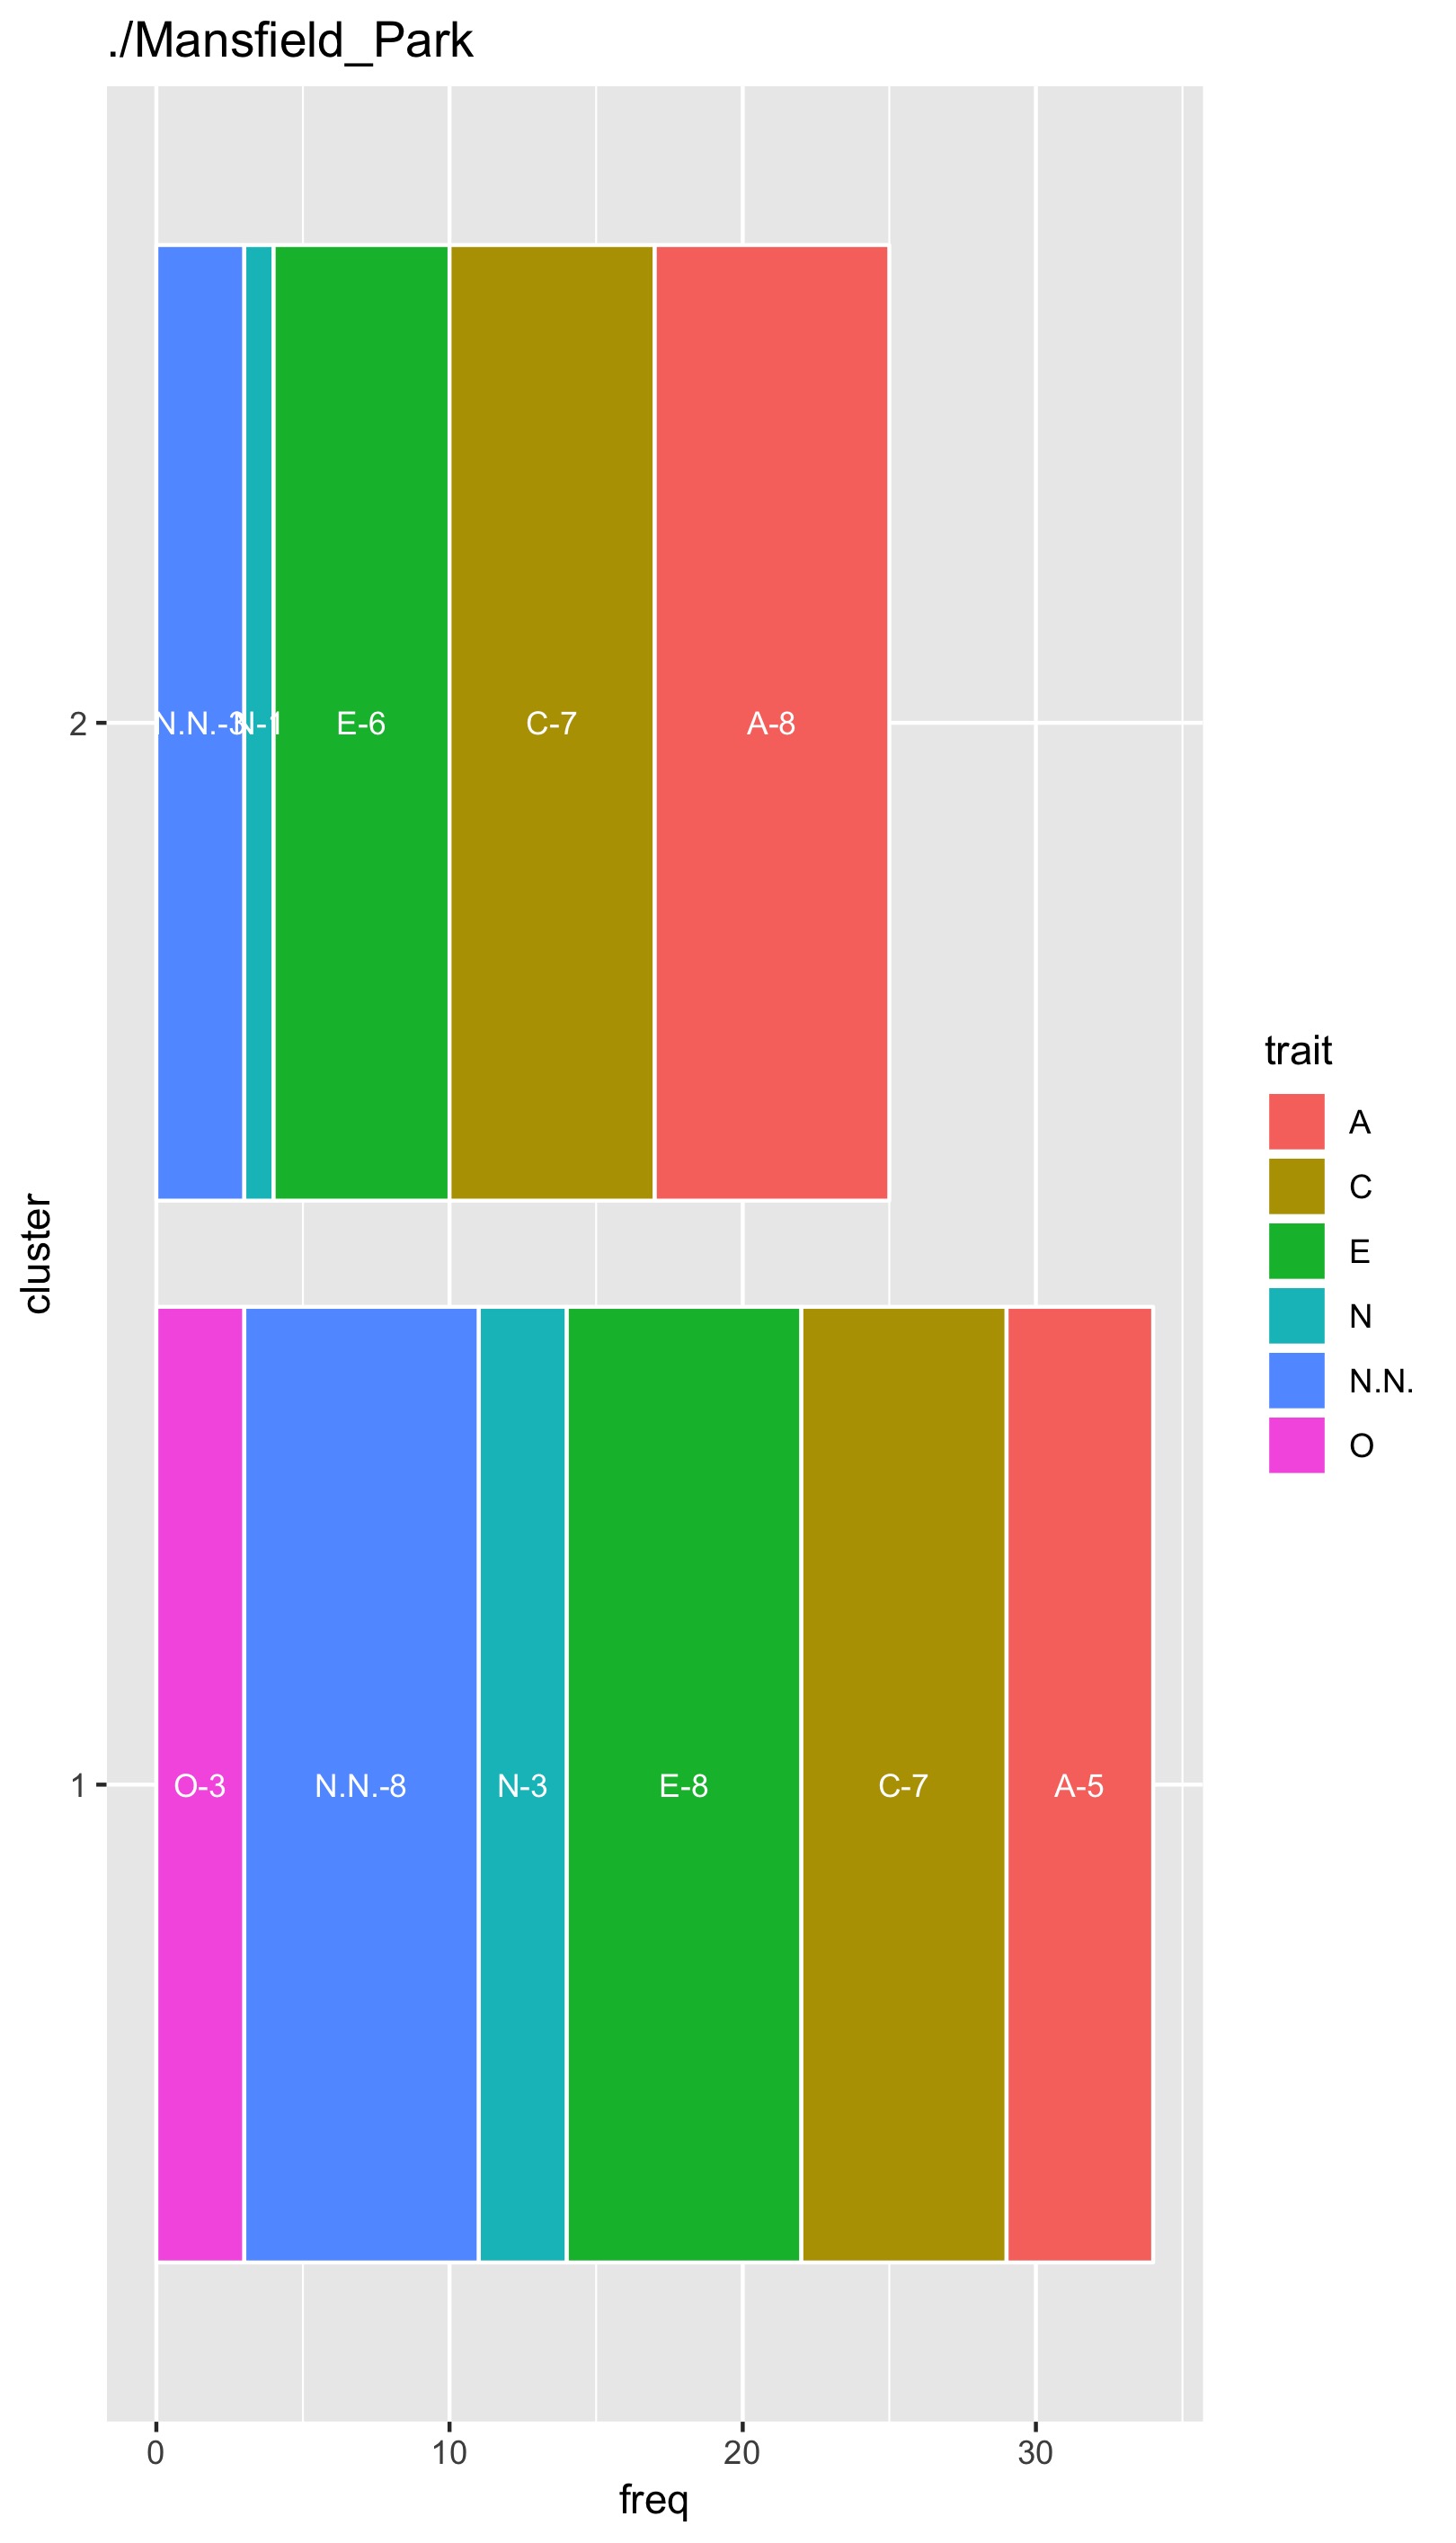 ./Mansfield_Park
cluster
2
N.N.-3 N-1 E-6 C-7 A-8
1
O-3 N.N.-8 N-3 E-8 C-7 A-5
0 10 20 30
freq
trait
A
C
E
N
N.N.
O